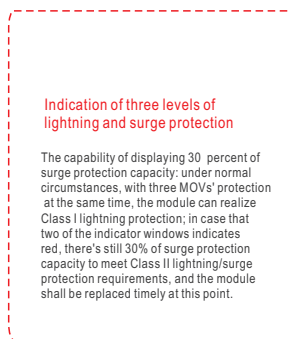 Indication of three levels of
lightning and surge protection
The capability of displaying 30 percent of
surge protection capacity: under normal
circumstances, with three MOVs' protection
at the same time, the module can realize
Class I lightning protection; in case that
two of the indicator windows indicates
red, there's still 30% of surge protection
capacity to meet Class II lightning/surge
protection requirements, and the module
shall be replaced timely at this point.